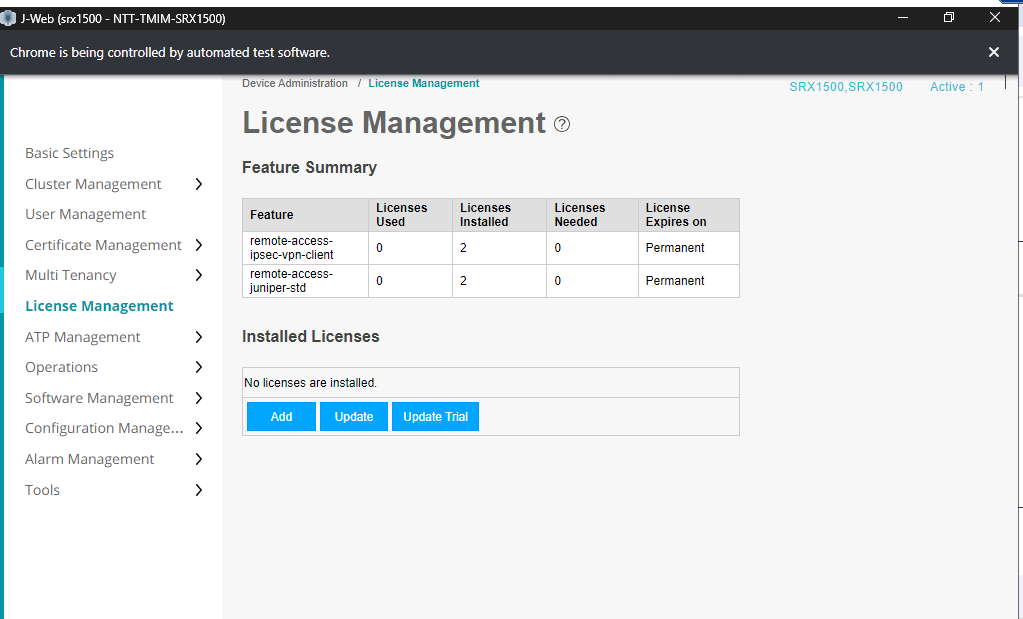 J-Web (srx1500 - NTT-TMIM-SRX1500)
Chrome is being controlled by automated test software.
Device Administration / License Management
SRX1500,SRX1500 Active : 1
License Management ?
Basic Settings
Cluster Management
User Management
Certificate Management
Multi Tenancy
License Management
ATP Management
Operations
Software Management
Configuration Manage...
Alarm Management
Tools
Feature Summary
Feature Licenses Used Licenses Installed Licenses Needed License Expires on
remote-access-
ipsec-vpn-client 0 2 0 Permanent
remote-access-
juniper-std 0 2 0 Permanent
Installed Licenses
No licenses are installed.
Add Update Update Trial